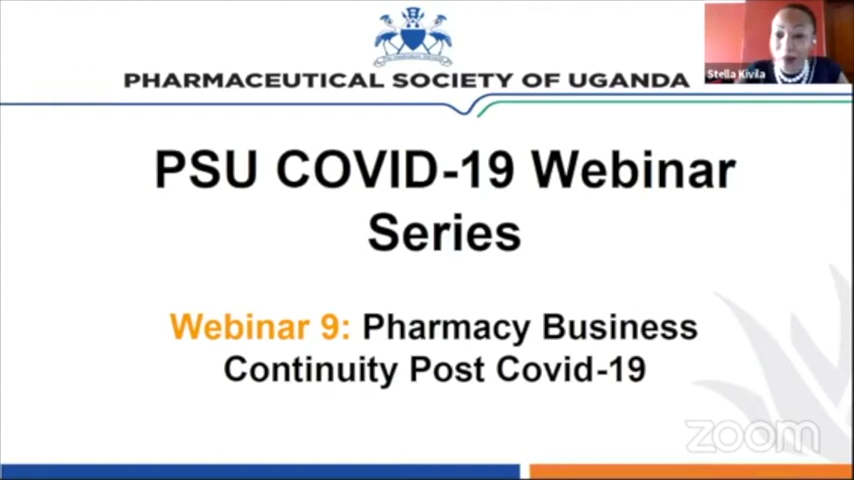 Stella Kivila
PHARMACEUTICAL SOCIETY OF UGANDA
PSU COVID-19 Webinar
Series
Webinar 9: Pharmacy Business
Continuity Post Covid-19
zoom